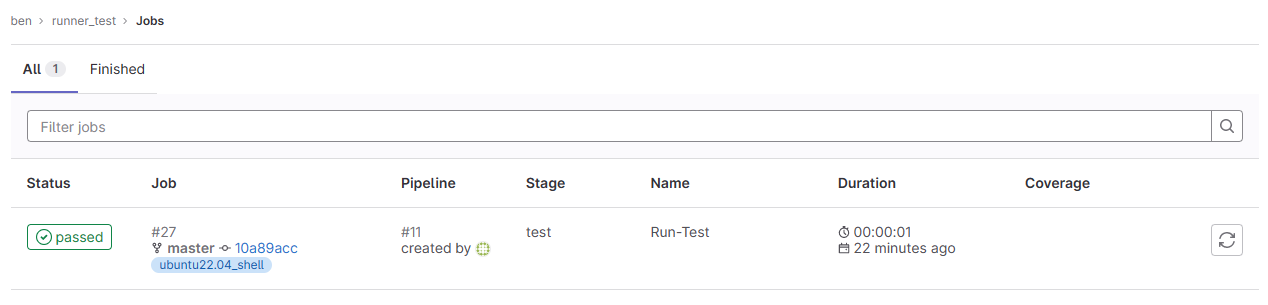 ben > runner_test > Jobs
All 1 Finished
Filter jobs
Status Job Pipeline Stage Name Duration Coverage
passed #27 #11 test Run-Test 00:00:01
master 10a89acc created by 22 minutes ago
ubuntu22.04_shell